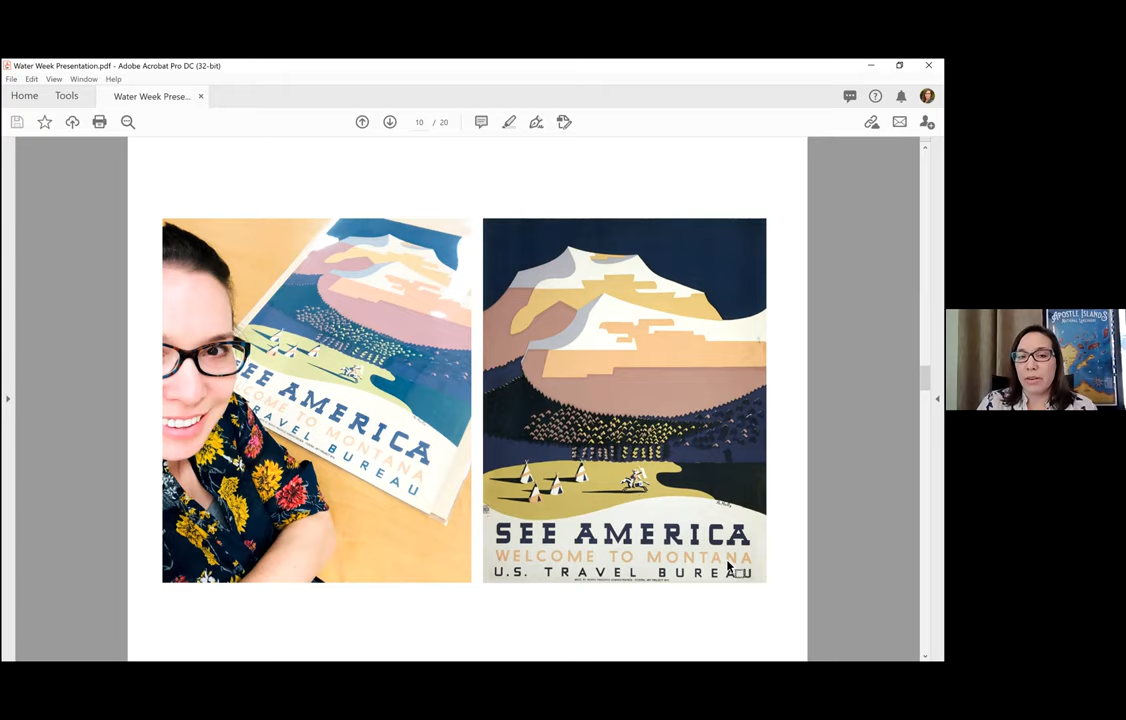 Water Week Presentation.pdf - Adobe Acrobat Pro DC (32-bit)
File Edit View Window Help
Home Tools Water Week Prese... ×
10 / 20
SEE AMERICA
WELCOME TO MONTANA
U.S. TRAVEL BUREAU
SEE AMERICA
WELCOME TO MONTANA
U.S. TRAVEL BUREAU
APOSTLE ISLANDS